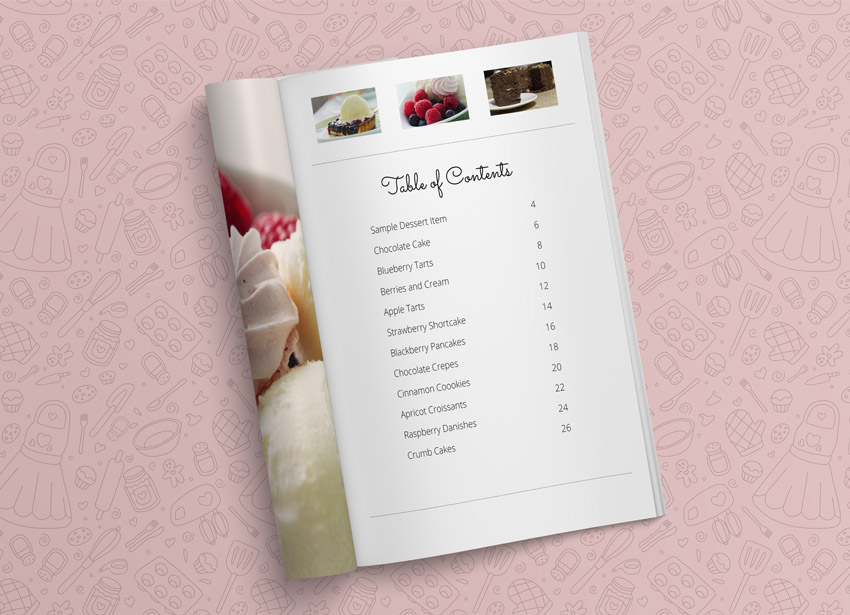 Table of Contents
Sample Dessert Item 4
Chocolate Cake 6
Blueberry Tarts 8
Berries and Cream 10
Apple Tarts 12
Strawberry Shortcake 14
Blackberry Pancakes 16
Chocolate Crepes 18
Cinnamon Coookies 20
Apricot Croissants 22
Raspberry Danishes 24
Crumb Cakes 26